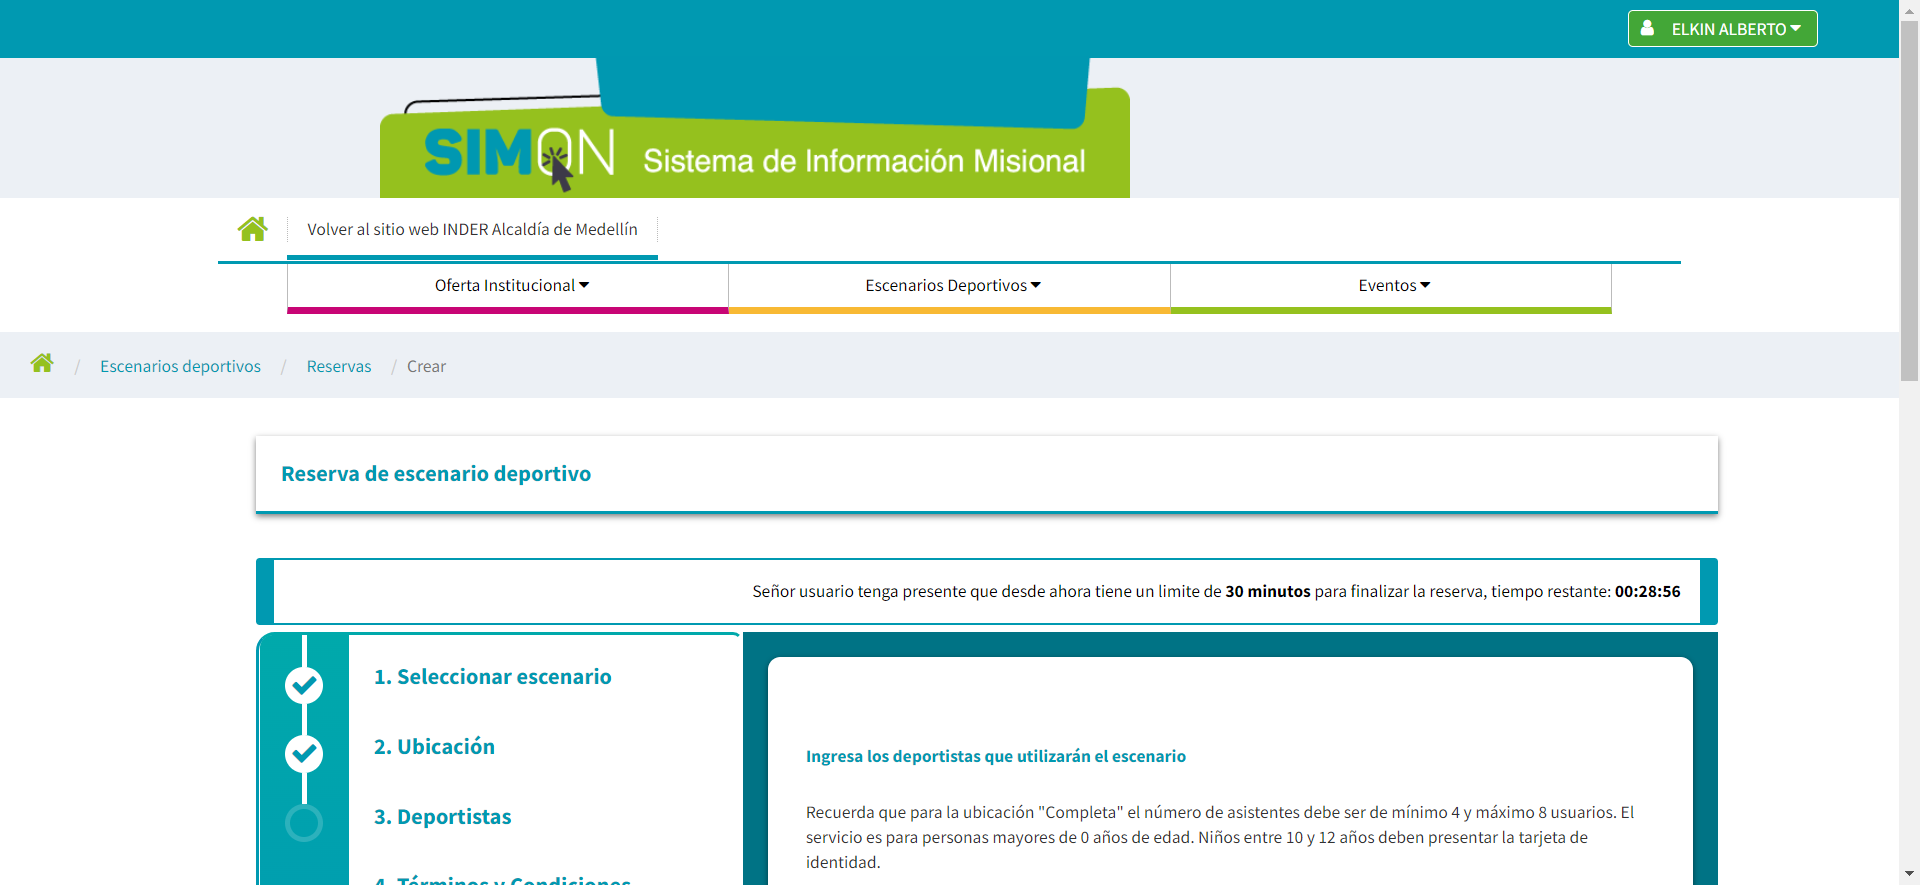 ELKIN ALBERTO
SIMON Sistema de Información Misional
Volver al sitio web INDER Alcaldía de Medellín
Oferta Institucional Escenarios Deportivos Eventos
/ Escenarios deportivos / Reservas / Crear
Reserva de escenario deportivo
Señor usuario tenga presente que desde ahora tiene un limite de 30 minutos para finalizar la reserva, tiempo restante: 00:28:56
1. Seleccionar escenario
2. Ubicación
3. Deportistas
4. Términos y Condiciones
Ingresa los deportistas que utilizarán el escenario
Recuerda que para la ubicación "Completa" el número de asistentes debe ser de mínimo 4 y máximo 8 usuarios. El
servicio es para personas mayores de 0 años de edad. Niños entre 10 y 12 años deben presentar la tarjeta de
identidad.